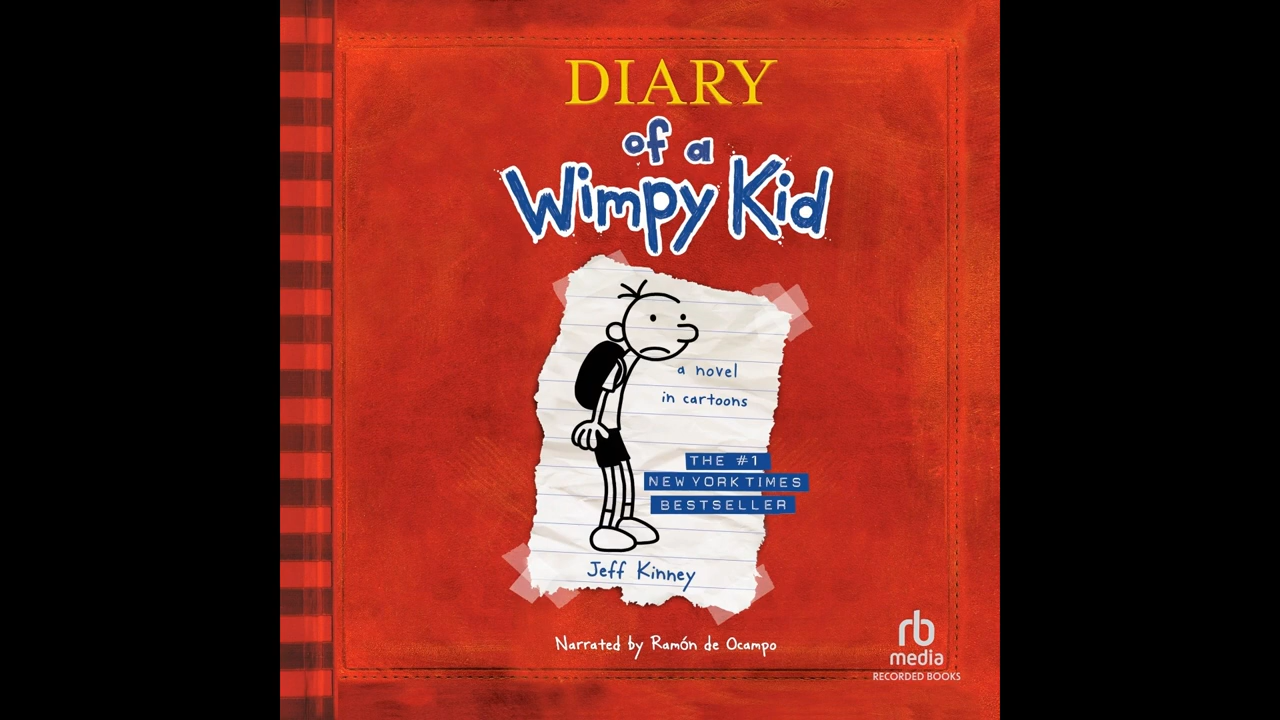 DIARY
of a
Wimpy Kid
a novel
in cartoons
THE #1
NEW YORK TIMES
BESTSELLER
Jeff Kinney
Narrated by Ramón de Ocampo
rb
media
RECORDED BOOKS